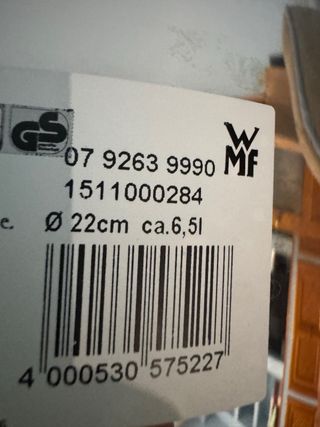 GS
07 9263 9990
WMF
1511000284
Ø 22cm ca.6,5l
4 000530 575227